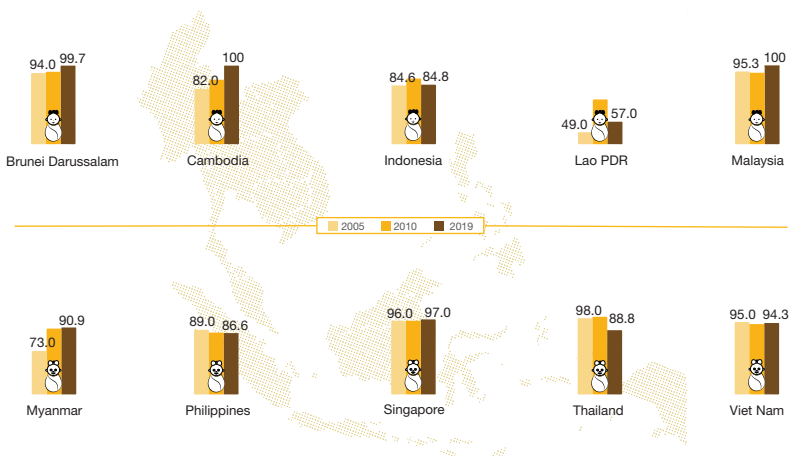 94.0 99.7
82.0 100
84.6 84.8
49.0 57.0
95.3 100
Brunei Darussalam
Cambodia
Indonesia
Lao PDR
Malaysia
2005 2010 2019
73.0 90.9
89.0 86.6
96.0 97.0
98.0 88.8
95.0 94.3
Myanmar
Philippines
Singapore
Thailand
Viet Nam